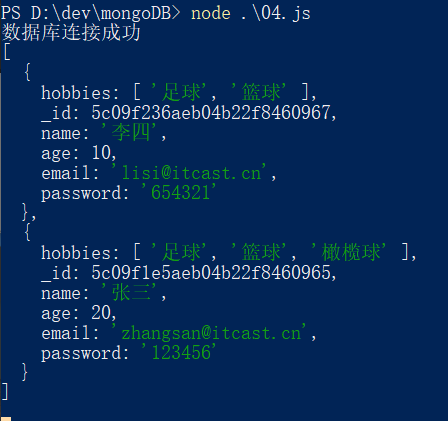 PS D:\dev\mongoDB> node .\04.js
数据库连接成功
[
  {
    hobbies: [ '足球', '篮球' ],
    _id: 5c09f236aeb04b22f8460967,
    name: '李四',
    age: 10,
    email: 'lisi@itcast.cn',
    password: '654321'
  },
  {
    hobbies: [ '足球', '篮球', '橄榄球' ],
    _id: 5c09f1e5aeb04b22f8460965,
    name: '张三',
    age: 20,
    email: 'zhangsan@itcast.cn',
    password: '123456'
  }
]